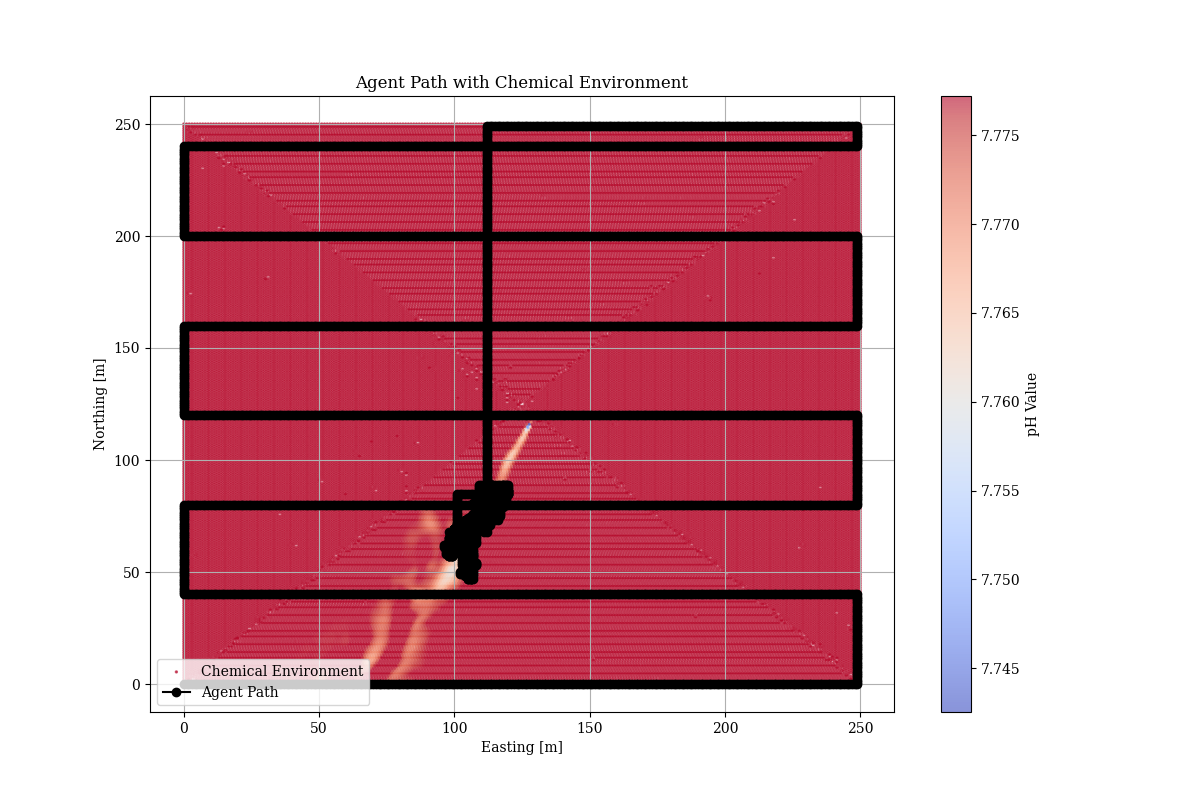 Agent Path with Chemical Environment
Northing [m]
250
200
150
100
50
0
0 50 100 150 200 250
Easting [m]
Chemical Environment
Agent Path
7.775
7.770
7.765
7.760
7.755
7.750
7.745
pH Value